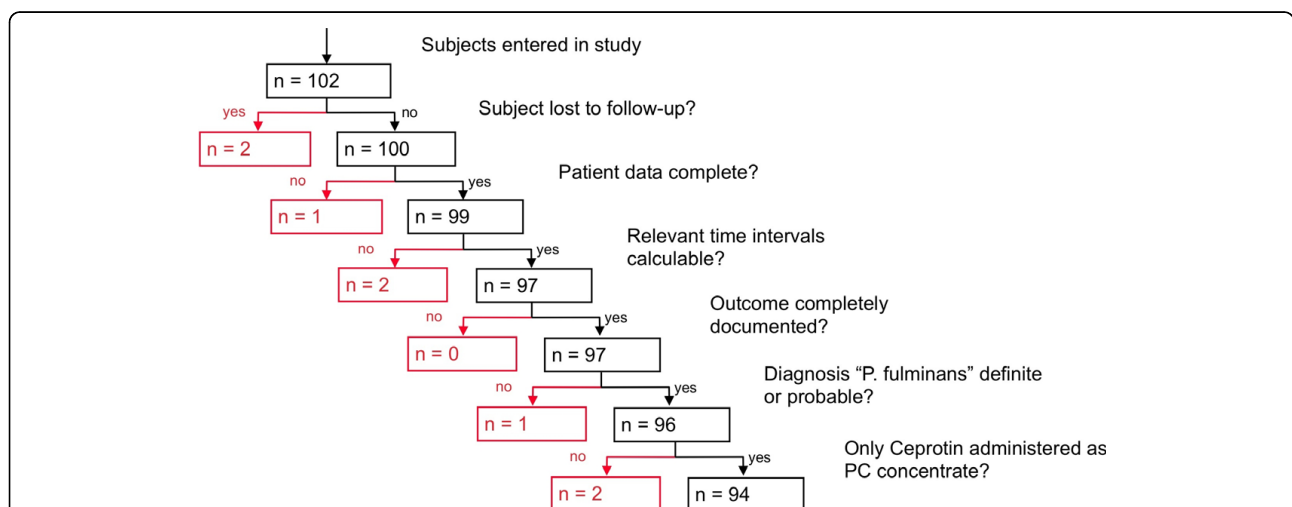 Subjects entered in study
n = 102
yes
no
Subject lost to follow-up?
n = 2
n = 100
no
yes
Patient data complete?
n = 1
n = 99
no
yes
Relevant time intervals
calculable?
n = 2
n = 97
no
yes
Outcome completely
documented?
n = 0
n = 97
no
yes
Diagnosis “P. fulminans” definite
or probable?
n = 1
n = 96
no
yes
Only Ceprotin administered as
PC concentrate?
n = 2
n = 94